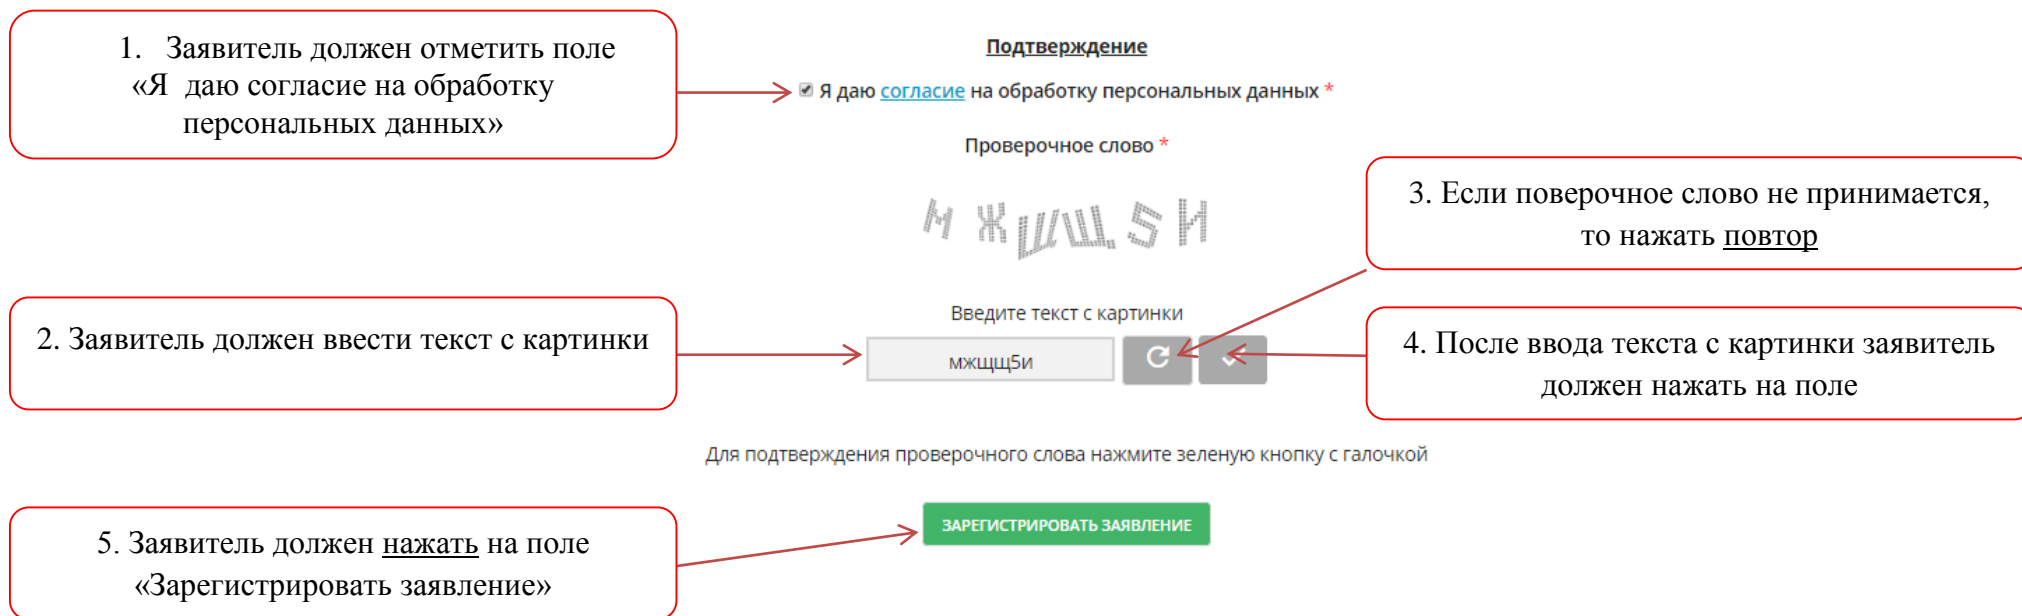 1. Заявитель должен отметить поле
«Я даю согласие на обработку
персональных данных»
Подтверждение
Я даю согласие на обработку персональных данных *
Проверочное слово *
МЖЩЩ5И
3. Если поверочное слово не принимается,
то нажать повтор
2. Заявитель должен ввести текст с картинки
Введите текст с картинки
мжщщ5и
4. После ввода текста с картинки заявитель
должен нажать на поле
Для подтверждения проверочного слова нажмите зеленую кнопку с галочкой
ЗАРЕГИСТРИРОВАТЬ ЗАЯВЛЕНИЕ
5. Заявитель должен нажать на поле
«Зарегистрировать заявление»